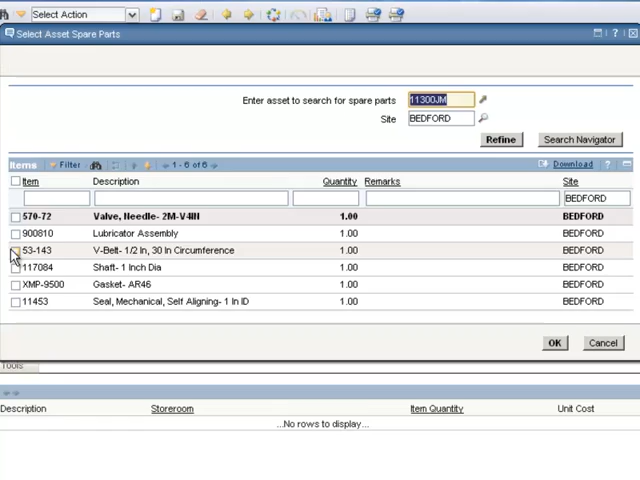 Select Action
Select Asset Spare Parts
Enter asset to search for spare parts 11300JM
Site BEDFORD
Refine Search Navigator
Items Filter 1 - 6 of 6 Download ?
Item Description Quantity Remarks Site
BEDFORD
570-72 Valve, Needle- 2M-V4III 1.00 BEDFORD
900810 Lubricator Assembly 1.00 BEDFORD
53-143 V-Belt- 1/2 In, 30 In Circumference 1.00 BEDFORD
117084 Shaft- 1 Inch Dia 1.00 BEDFORD
XMP-9500 Gasket- AR46 1.00 BEDFORD
11453 Seal, Mechanical, Self Aligning- 1 In ID 1.00 BEDFORD
OK Cancel
Tools
Description Storeroom Item Quantity Unit Cost
...No rows to display...